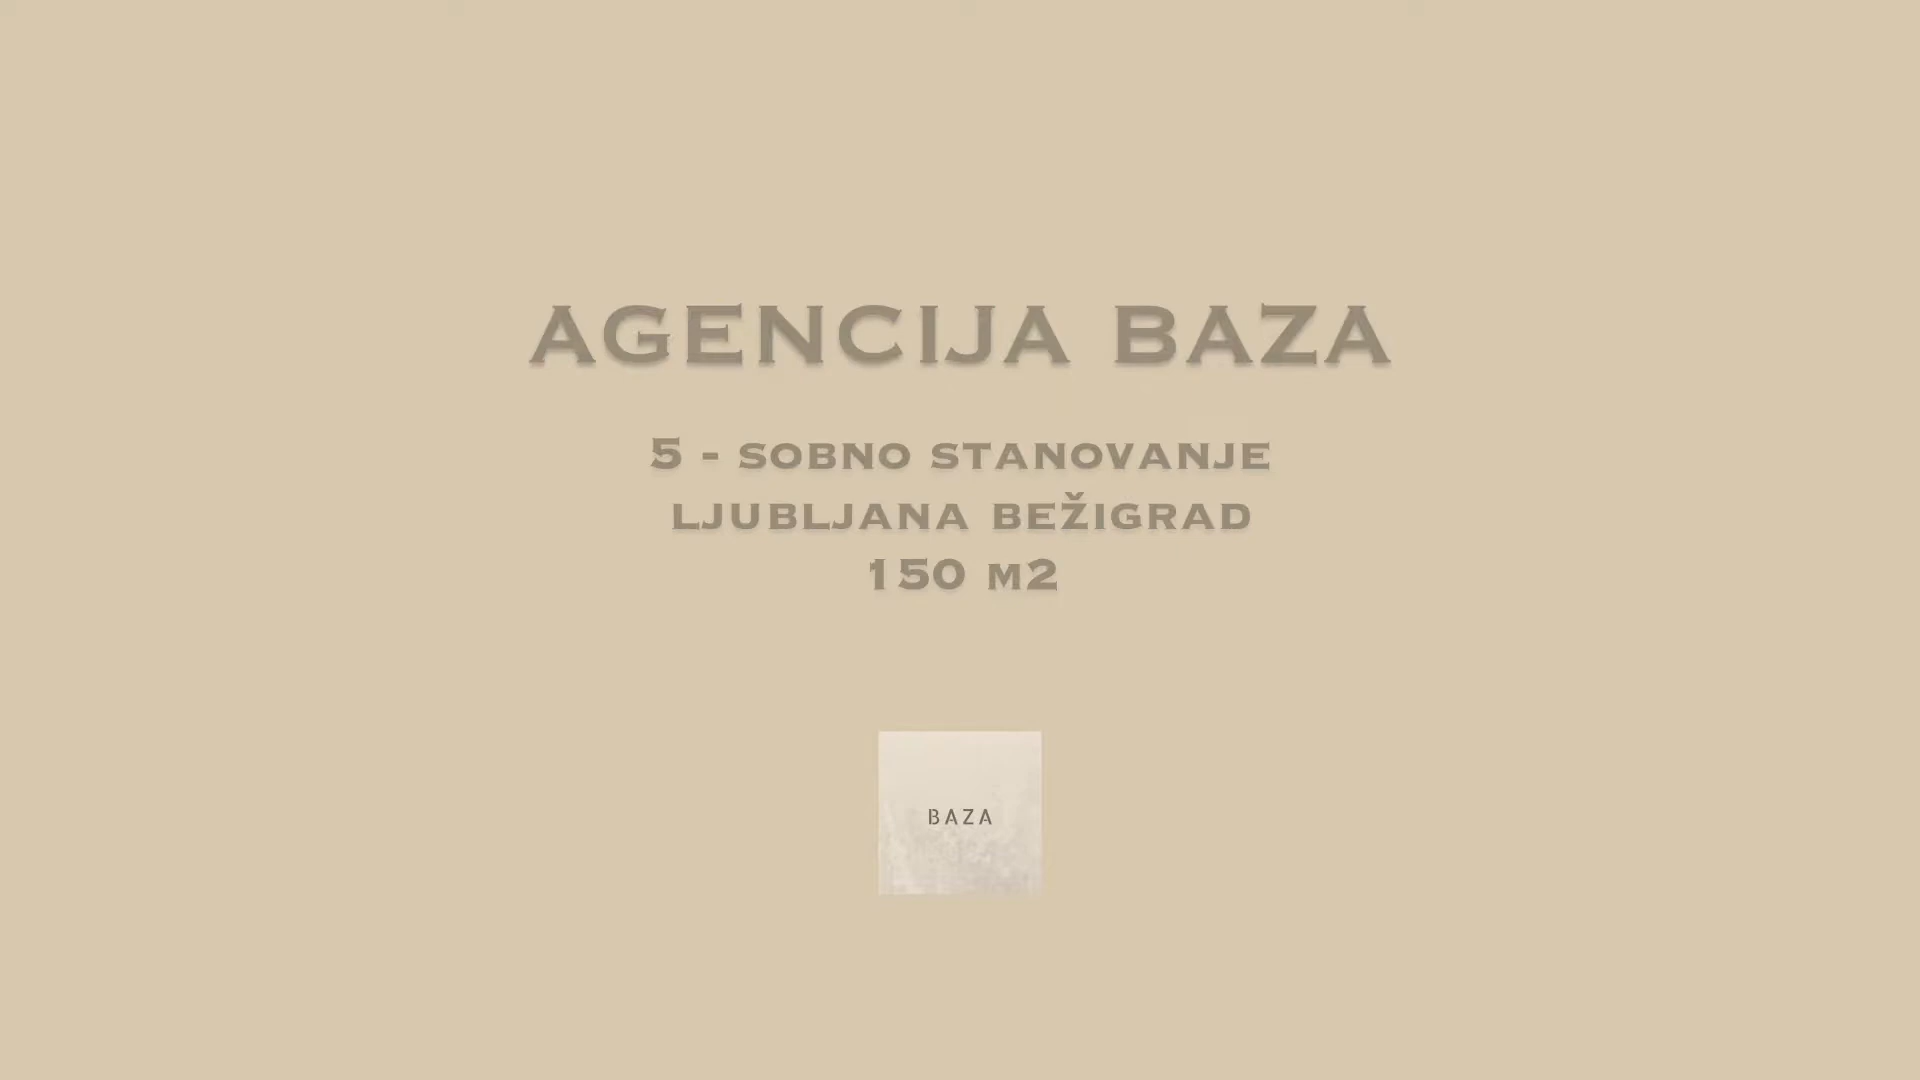 AGENCIJA BAZA
5 - SOBNO STANOVANJE
LJUBLJANA BEŽIGRAD
150 M2
BAZA